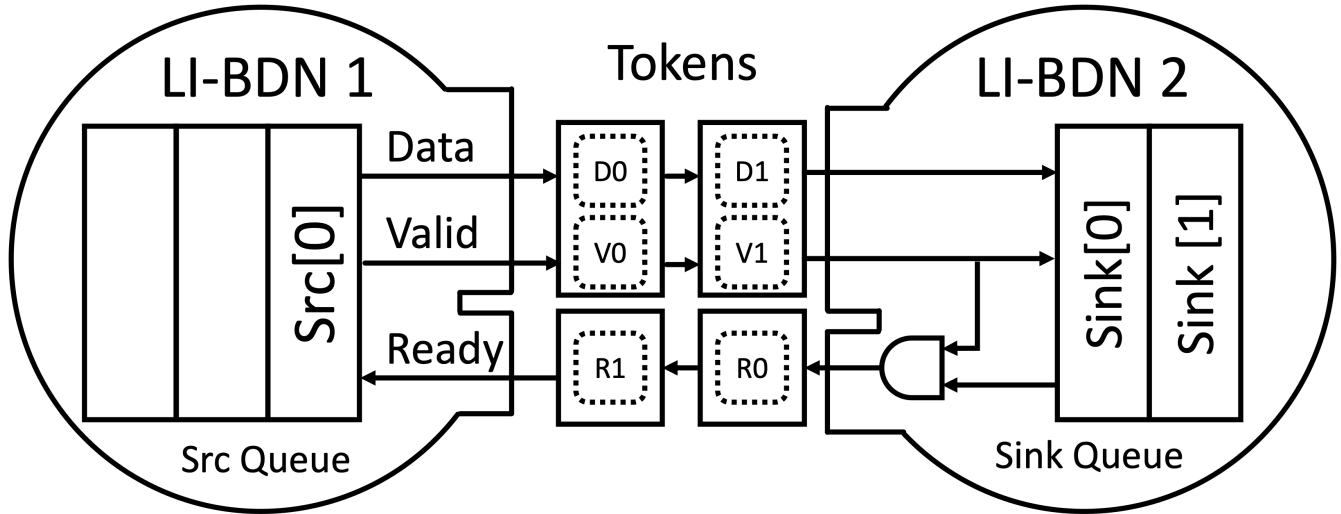 LI-BDN 1
Tokens
LI-BDN 2
Data
Valid
Ready
Src[0]
Src Queue
D0
D1
V0
V1
R1
R0
Sink[0]
Sink [1]
Sink Queue